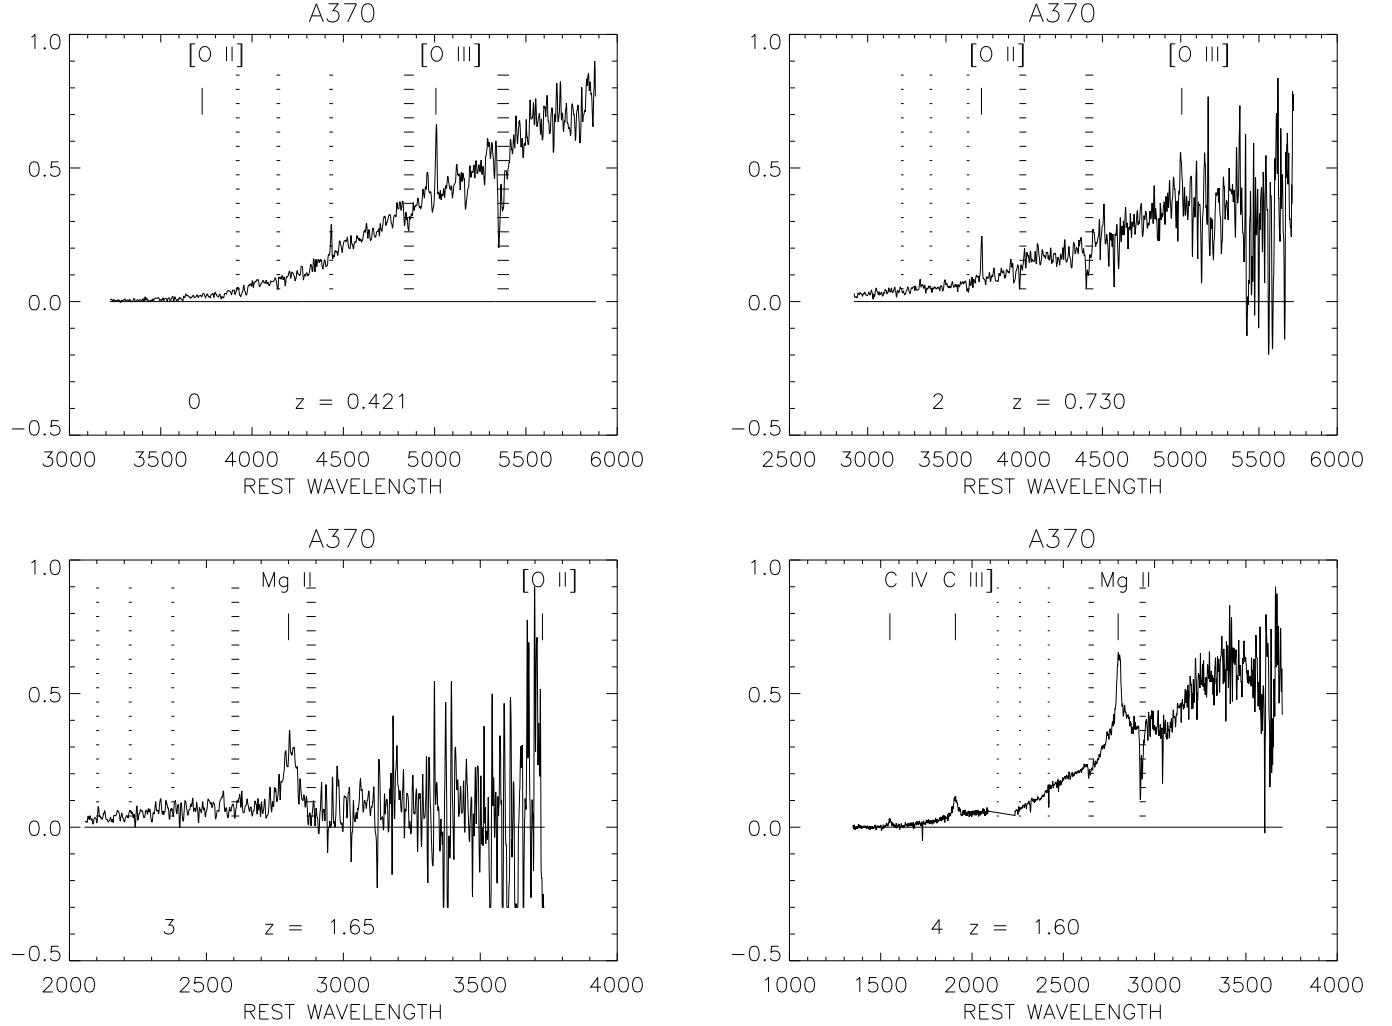 A370
[O II] [O III]
1.0
0.5
0.0
−0.5
0 z = 0.421
3000 3500 4000 4500 5000 5500 6000
REST WAVELENGTH
A370
[O II] [O III]
1.0
0.5
0.0
−0.5
2 z = 0.730
2500 3000 3500 4000 4500 5000 5500 6000
REST WAVELENGTH
A370
Mg II [O II]
1.0
0.5
0.0
−0.5
3 z = 1.65
2000 2500 3000 3500 4000
REST WAVELENGTH
A370
C IV C III] Mg II
1.0
0.5
0.0
−0.5
4 z = 1.60
1000 1500 2000 2500 3000 3500 4000
REST WAVELENGTH